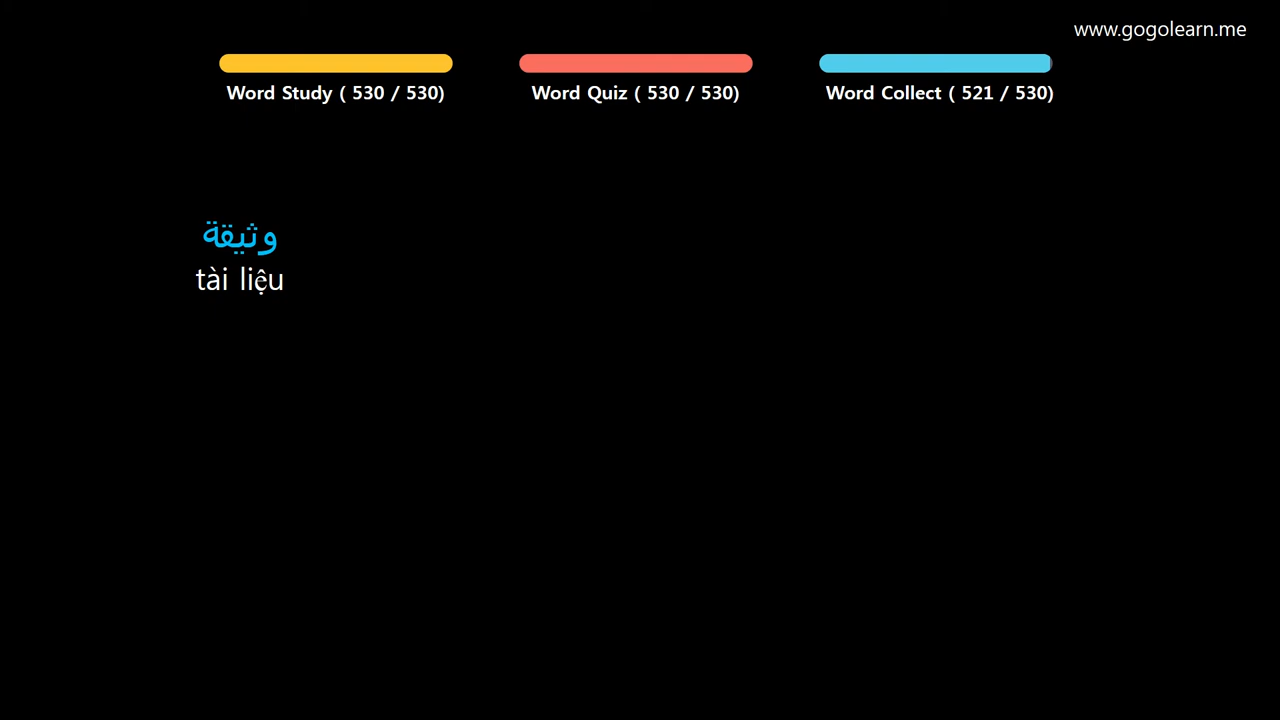 www.gogolearn.me
Word Study ( 530 / 530)
Word Quiz ( 530 / 530)
Word Collect ( 521 / 530)
وثيقة
tài liệu